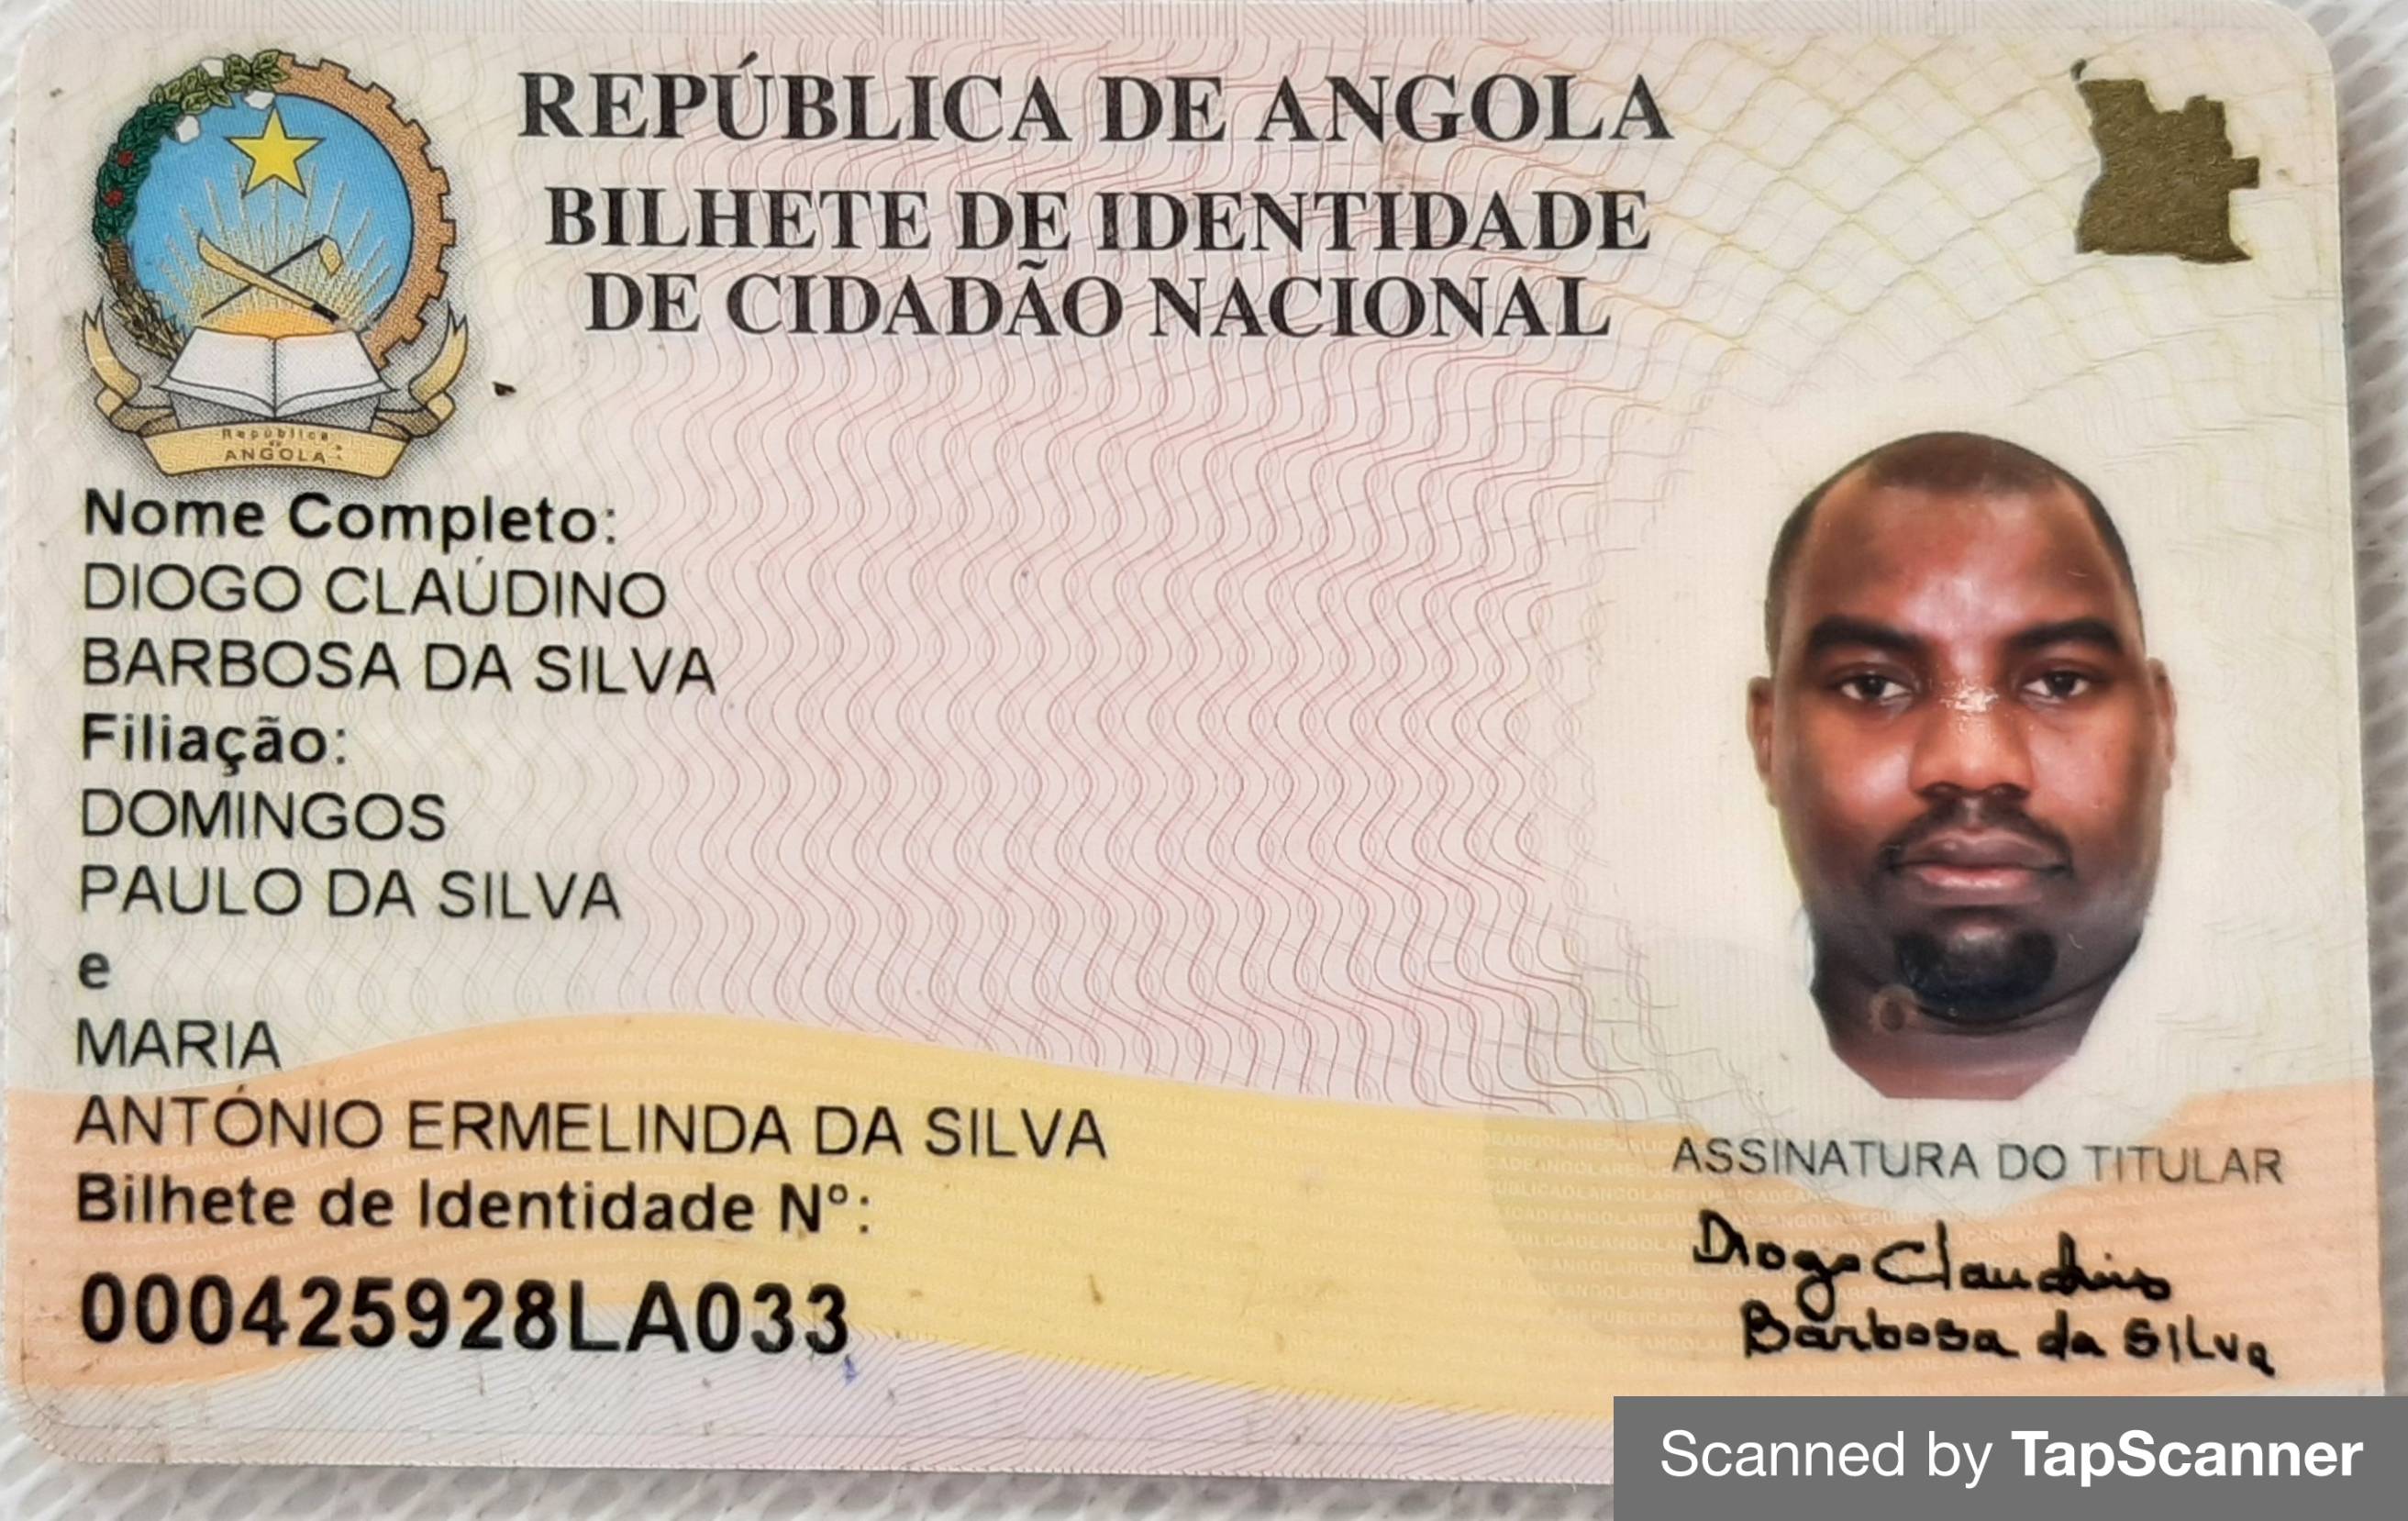 REPÚBLICA DE ANGOLA
BILHETE DE IDENTIDADE
DE CIDADÃO NACIONAL
República
de
ANGOLA
Nome Completo:
DIOGO CLAÚDINO
BARBOSA DA SILVA
Filiação:
DOMINGOS
PAULO DA SILVA
e
MARIA
ANTÓNIO ERMELINDA DA SILVA
Bilhete de Identidade Nº:
000425928LA033
ASSINATURA DO TITULAR
Diogo Claudino
Barbosa da Silva
Scanned by TapScanner